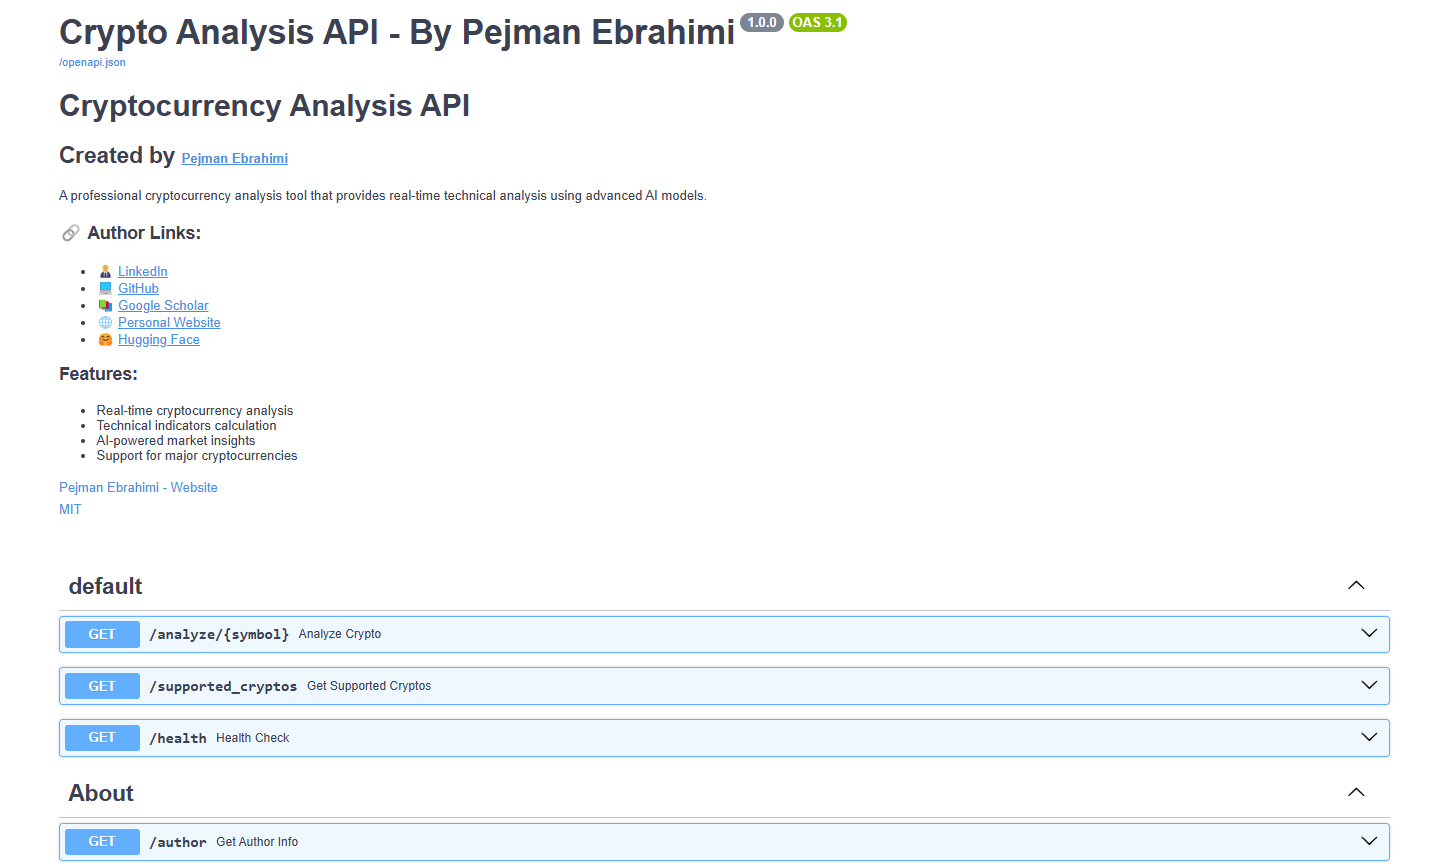 Crypto Analysis API - By Pejman Ebrahimi 1.0.0 OAS 3.1
/openapi.json
Cryptocurrency Analysis API
Created by Pejman Ebrahimi
A professional cryptocurrency analysis tool that provides real-time technical analysis using advanced AI models.
Author Links:
LinkedIn
GitHub
Google Scholar
Personal Website
Hugging Face
Features:
Real-time cryptocurrency analysis
Technical indicators calculation
AI-powered market insights
Support for major cryptocurrencies
Pejman Ebrahimi - Website
MIT
default
GET /analyze/{symbol} Analyze Crypto
GET /supported_cryptos Get Supported Cryptos
GET /health Health Check
About
GET /author Get Author Info